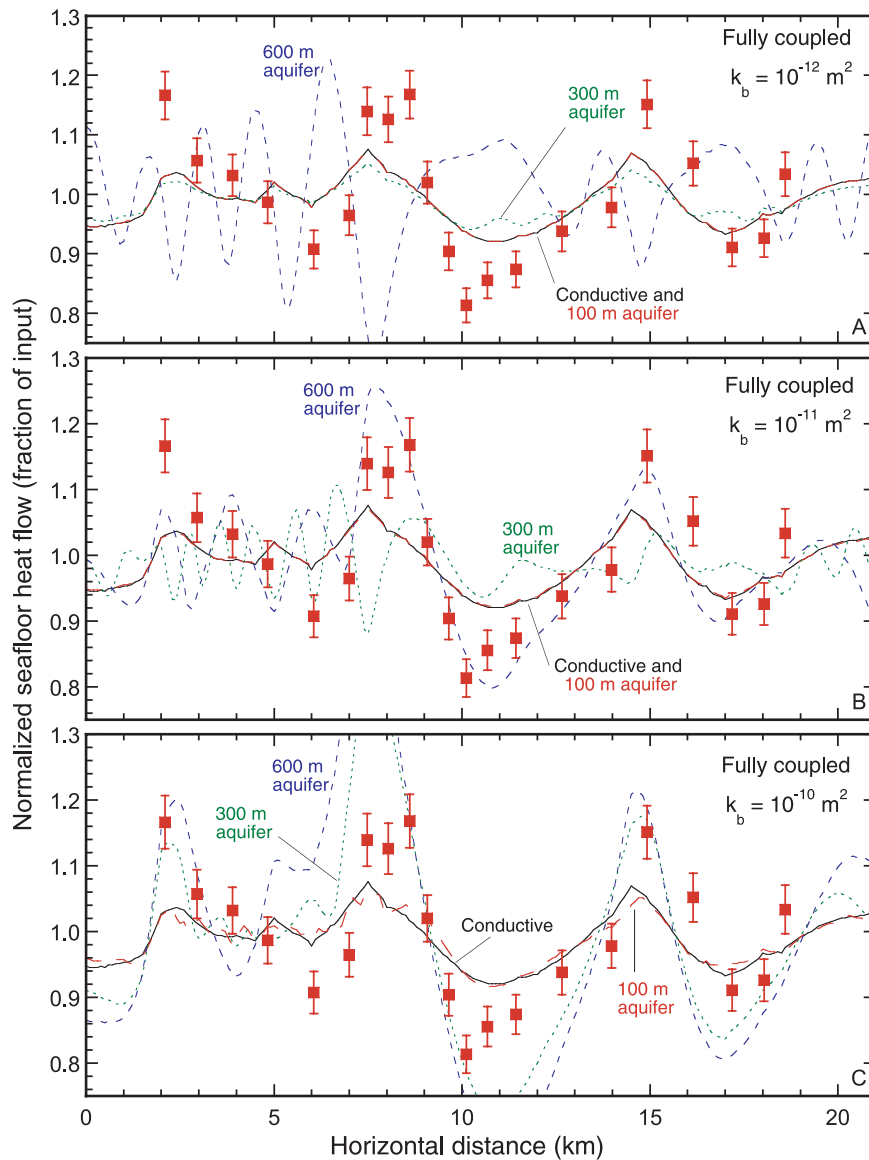 Normalized seafloor heat flow (fraction of input)
1.3
1.2
1.1
1.0
0.9
0.8
600 m
aquifer
300 m
aquifer
Fully coupled
k_b = 10^-12 m^2
Conductive and
100 m aquifer
A
1.3
1.2
1.1
1.0
0.9
0.8
600 m
aquifer
300 m
aquifer
Fully coupled
k_b = 10^-11 m^2
Conductive and
100 m aquifer
B
1.3
1.2
1.1
1.0
0.9
0.8
600 m
aquifer
300 m
aquifer
Fully coupled
k_b = 10^-10 m^2
Conductive
100 m
aquifer
C
0 5 10 15 20
Horizontal distance (km)